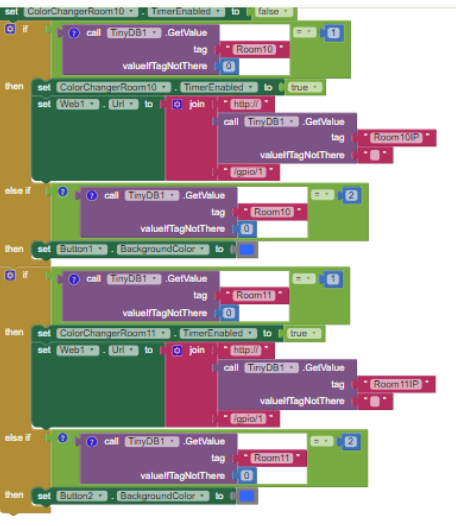 set ColorChangerRoom10 . TimerEnabled to false
if call TinyDB1 .GetValue = 1
tag " Room10 "
valueIfTagNotThere 0
then set ColorChangerRoom10 . TimerEnabled to true
set Web1 . Url to join " http:// "
call TinyDB1 .GetValue
tag " Room10IP "
valueIfTagNotThere " "
" /gpio/1 "
else if call TinyDB1 .GetValue = 2
tag " Room10 "
valueIfTagNotThere 0
then set Button1 . BackgroundColor to
if call TinyDB1 .GetValue = 1
tag " Room11 "
valueIfTagNotThere 0
then set ColorChangerRoom11 . TimerEnabled to true
set Web1 . Url to join " http:// "
call TinyDB1 .GetValue
tag " Room11IP "
valueIfTagNotThere " "
" /gpio/1 "
else if call TinyDB1 .GetValue = 2
tag " Room11 "
valueIfTagNotThere 0
then set Button2 . BackgroundColor to